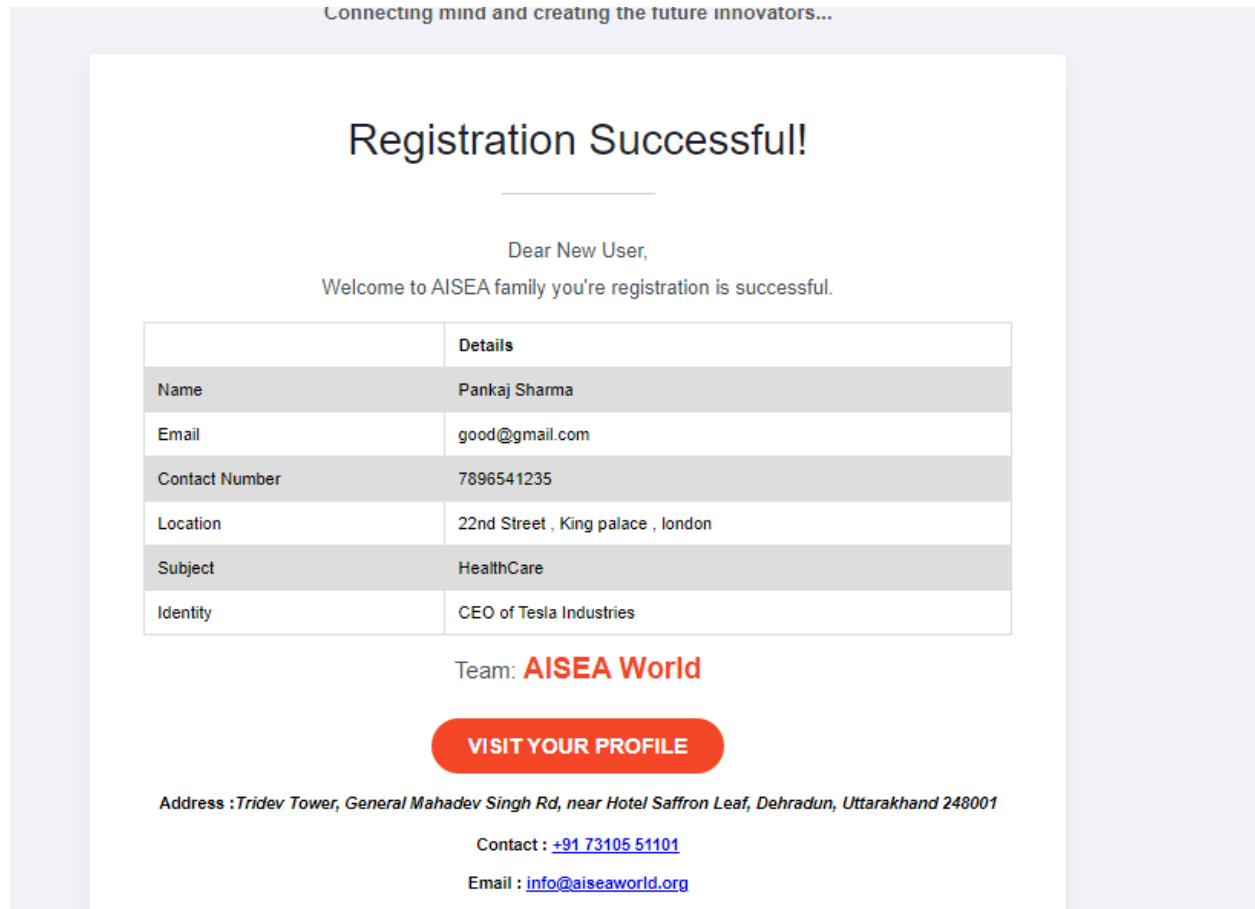 Connecting mind and creating the future innovators...
Registration Successful!
Dear New User,
Welcome to AISEA family you're registration is successful.
Details
Name Pankaj Sharma
Email good@gmail.com
Contact Number 7896541235
Location 22nd Street , King palace , london
Subject HealthCare
Identity CEO of Tesla Industries
Team: AISEA World
VISIT YOUR PROFILE
Address :Tridev Tower, General Mahadev Singh Rd, near Hotel Saffron Leaf, Dehradun, Uttarakhand 248001
Contact : +91 73105 51101
Email : info@aiseaworld.org